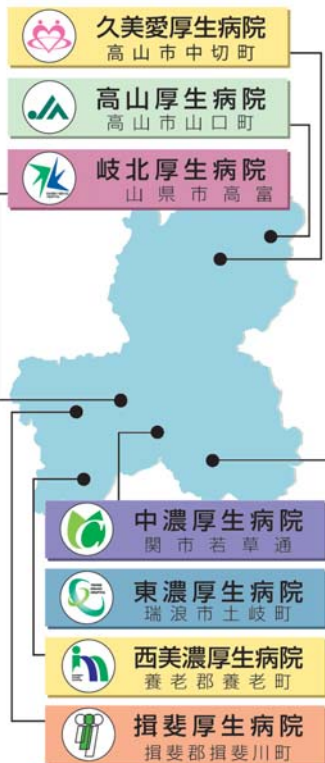 久美愛厚生病院
高山市中切町
高山厚生病院
高山市山口町
岐北厚生病院
山県市高富
中濃厚生病院
関市若草通
東濃厚生病院
瑞浪市土岐町
西美濃厚生病院
養老郡養老町
揖斐厚生病院
揖斐郡揖斐川町